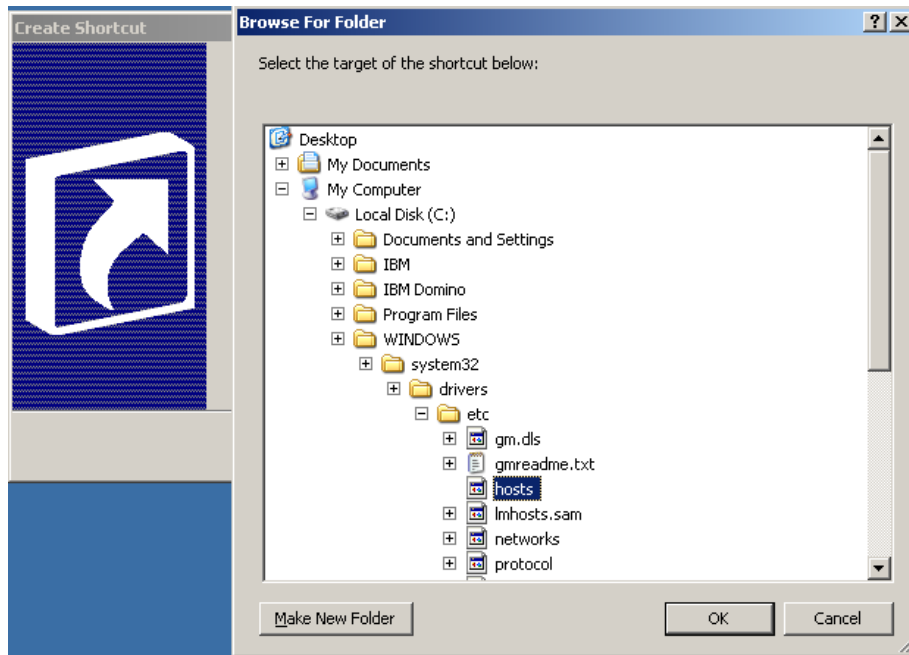 Create Shortcut
Browse For Folder
Select the target of the shortcut below:
Desktop
My Documents
My Computer
Local Disk (C:)
Documents and Settings
IBM
IBM Domino
Program Files
WINDOWS
system32
drivers
etc
gm.dls
gmreadme.txt
hosts
lmhosts.sam
networks
protocol
Make New Folder
OK
Cancel